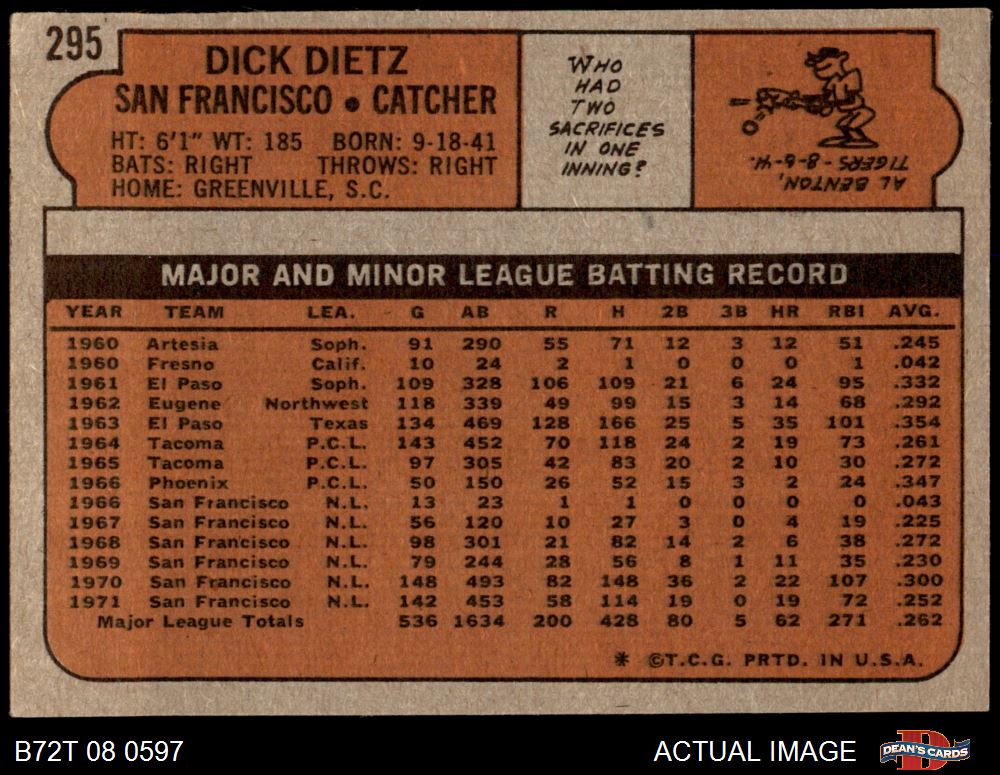 295
DICK DIETZ
SAN FRANCISCO • CATCHER
HT: 6'1" WT: 185 BORN: 9-18-41
BATS: RIGHT THROWS: RIGHT
HOME: GREENVILLE, S.C.
WHO
HAD
TWO
SACRIFICES
IN ONE
INNING?
AL BENTON,
TIGERS - 8-6-41.
MAJOR AND MINOR LEAGUE BATTING RECORD
YEAR TEAM LEA. G AB R H 2B 3B HR RBI AVG.
1960 Artesia Soph. 91 290 55 71 12 3 12 51 .245
1960 Fresno Calif. 10 24 2 1 0 0 0 1 .042
1961 El Paso Soph. 109 328 106 109 21 6 24 95 .332
1962 Eugene Northwest 118 339 49 99 15 3 14 68 .292
1963 El Paso Texas 134 469 128 166 25 5 35 101 .354
1964 Tacoma P.C.L. 143 452 70 118 24 2 19 73 .261
1965 Tacoma P.C.L. 97 305 42 83 20 2 10 30 .272
1966 Phoenix P.C.L. 50 150 26 52 15 3 2 24 .347
1966 San Francisco N.L. 13 23 1 1 0 0 0 0 .043
1967 San Francisco N.L. 56 120 10 27 3 0 4 19 .225
1968 San Francisco N.L. 98 301 21 82 14 2 6 38 .272
1969 San Francisco N.L. 79 244 28 56 8 1 11 35 .230
1970 San Francisco N.L. 148 493 82 148 36 2 22 107 .300
1971 San Francisco N.L. 142 453 58 114 19 0 19 72 .252
Major League Totals 536 1634 200 428 80 5 62 271 .262
* ©T.C.G. PRTD. IN U.S.A.
B72T 08 0597 ACTUAL IMAGE
D
DEAN'S CARDS